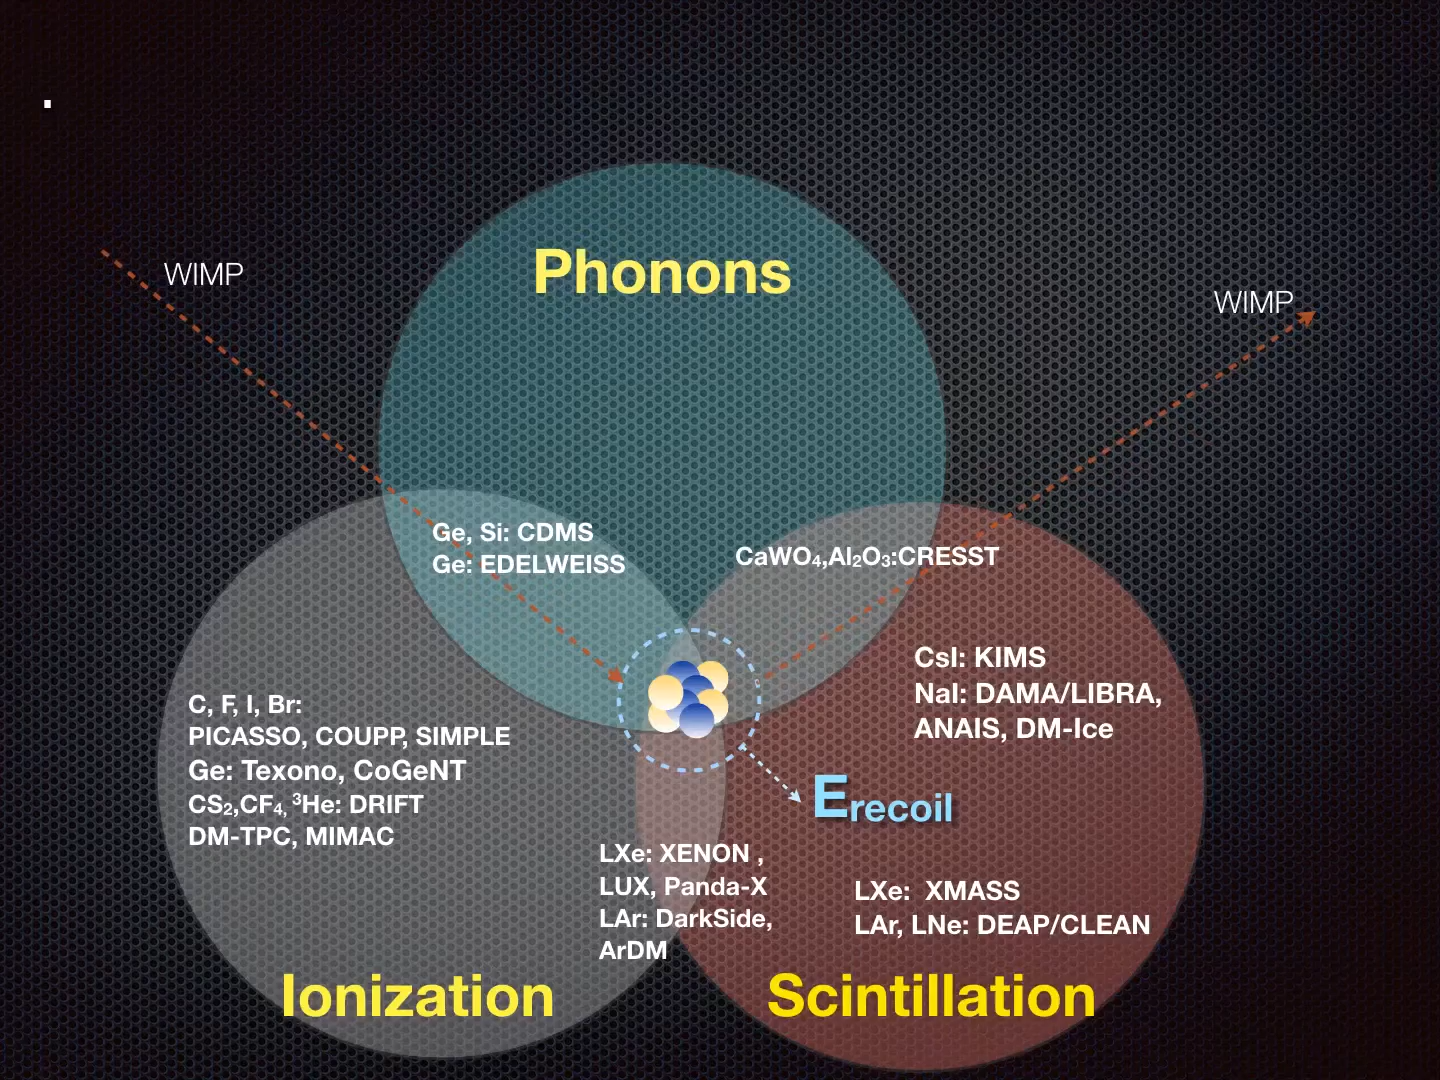 .
Phonons
WIMP
WIMP
Ge, Si: CDMS
Ge: EDELWEISS
CaWO₄,Al₂O₃:CRESST
CsI: KIMS
NaI: DAMA/LIBRA,
ANAIS, DM-Ice
C, F, I, Br:
PICASSO, COUPP, SIMPLE
Ge: Texono, CoGeNT
CS₂,CF₄, ³He: DRIFT
DM-TPC, MIMAC
Erecoil
LXe: XENON ,
LUX, Panda-X
LAr: DarkSide,
ArDM
LXe: XMASS
LAr, LNe: DEAP/CLEAN
Ionization
Scintillation